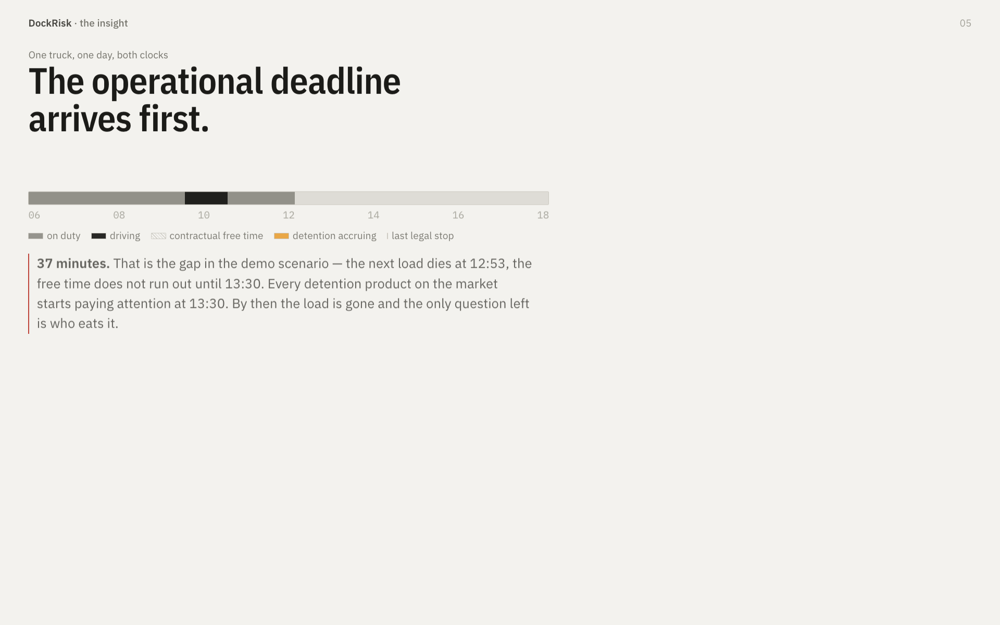 DockRisk · the insight
05
One truck, one day, both clocks
The operational deadline
arrives first.
06 08 10 12 14 16 18
on duty driving contractual free time detention accruing last legal stop
37 minutes. That is the gap in the demo scenario — the next load dies at 12:53, the
free time does not run out until 13:30. Every detention product on the market
starts paying attention at 13:30. By then the load is gone and the only question left
is who eats it.